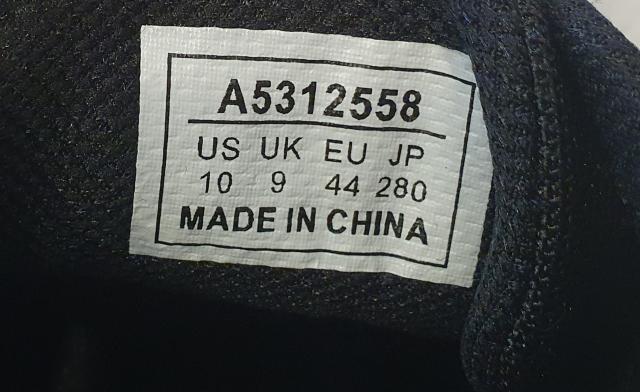 A5312558
US UK EU JP
10 9 44 280
MADE IN CHINA